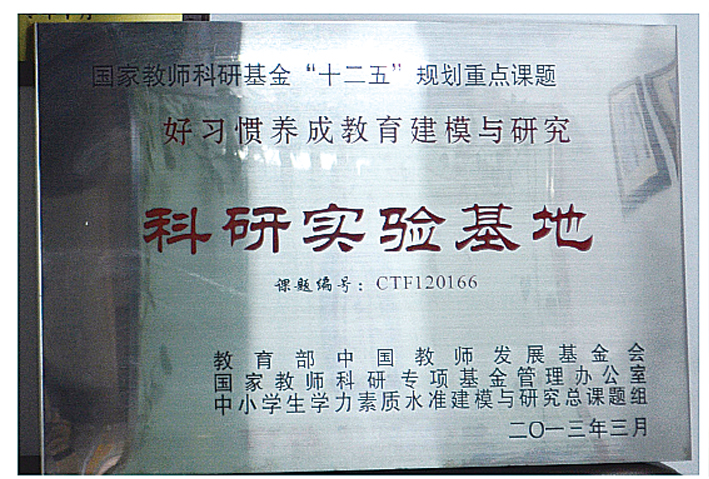 国家教师科研基金“十二五”规划重点课题
好习惯养成教育建模与研究
科研实验基地
课题编号：CTF120166
教育部中国教师发展基金会
国家教师科研专项基金管理办公室
中小学生学力素质水准建模与研究总课题组
二〇一三年三月